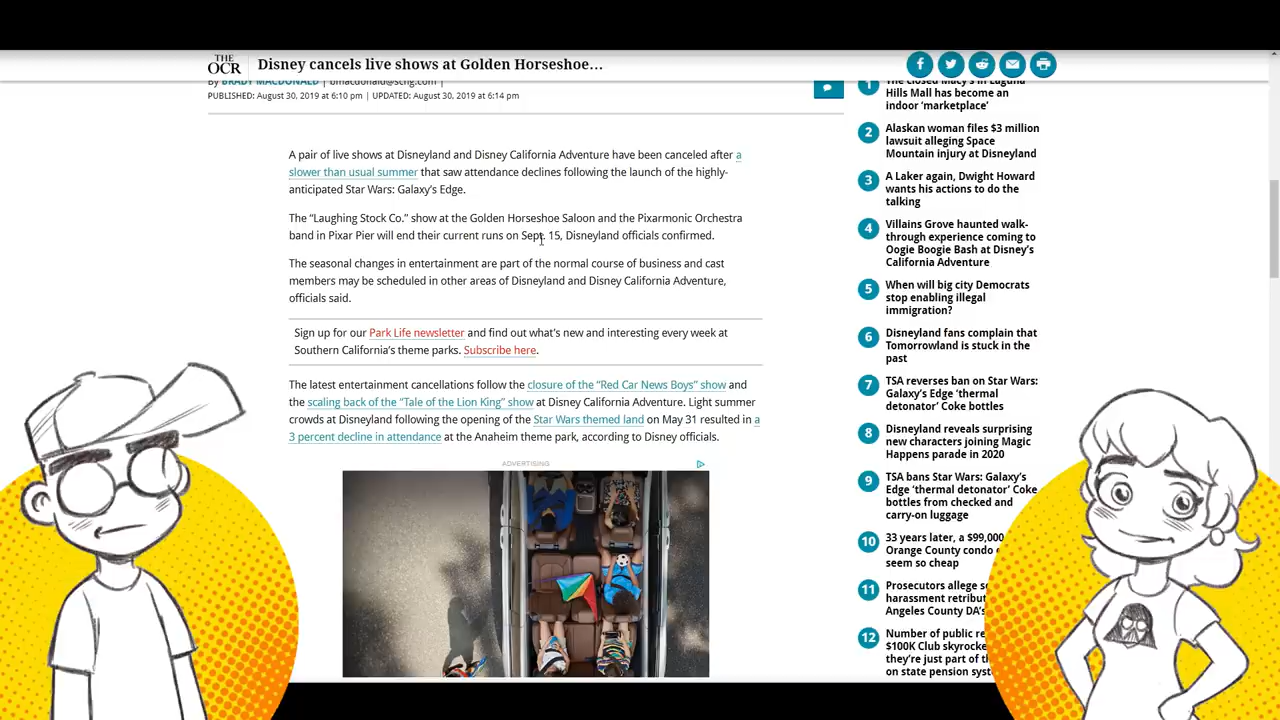 THE
OCR
Disney cancels live shows at Golden Horseshoe…
By BRADY MACDONALD | bmacdonald@scng.com |
PUBLISHED: August 30, 2019 at 6:10 pm | UPDATED: August 30, 2019 at 6:14 pm
A pair of live shows at Disneyland and Disney California Adventure have been canceled after a
slower than usual summer that saw attendance declines following the launch of the highly-
anticipated Star Wars: Galaxy’s Edge.
The “Laughing Stock Co.” show at the Golden Horseshoe Saloon and the Pixarmonic Orchestra
band in Pixar Pier will end their current runs on Sept. 15, Disneyland officials confirmed.
The seasonal changes in entertainment are part of the normal course of business and cast
members may be scheduled in other areas of Disneyland and Disney California Adventure,
officials said.
Sign up for our Park Life newsletter and find out what’s new and interesting every week at
Southern California’s theme parks. Subscribe here.
The latest entertainment cancellations follow the closure of the “Red Car News Boys” show and
the scaling back of the “Tale of the Lion King” show at Disney California Adventure. Light summer
crowds at Disneyland following the opening of the Star Wars themed land on May 31 resulted in a
3 percent decline in attendance at the Anaheim theme park, according to Disney officials.
ADVERTISING
1 The closed Macy’s in Laguna
Hills Mall has become an
indoor ‘marketplace’
2 Alaskan woman files $3 million
lawsuit alleging Space
Mountain injury at Disneyland
3 A Laker again, Dwight Howard
wants his actions to do the
talking
4 Villains Grove haunted walk-
through experience coming to
Oogie Boogie Bash at Disney’s
California Adventure
5 When will big city Democrats
stop enabling illegal
immigration?
6 Disneyland fans complain that
Tomorrowland is stuck in the
past
7 TSA reverses ban on Star Wars:
Galaxy’s Edge ‘thermal
detonator’ Coke bottles
8 Disneyland reveals surprising
new characters joining Magic
Happens parade in 2020
9 TSA bans Star Wars: Galaxy’s
Edge ‘thermal detonator’ Coke
bottles from checked and
carry-on luggage
10 33 years later, a $99,000
Orange County condo
seem so cheap
11 Prosecutors allege
harassment
Angeles County DA’s
12 Number of public
$100K Club
they’re just part of
on state pension